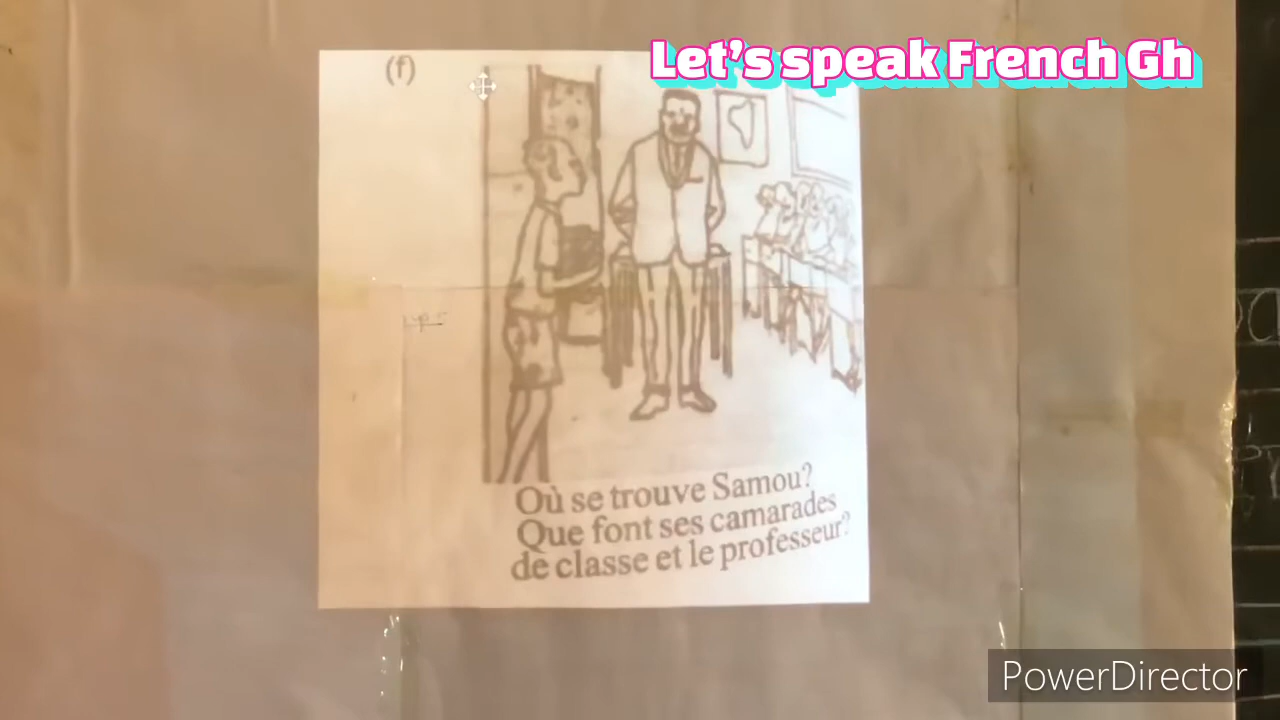 Let's speak French Gh
(f)
Où se trouve Samou?
Que font ses camarades
de classe et le professeur?
PowerDirector